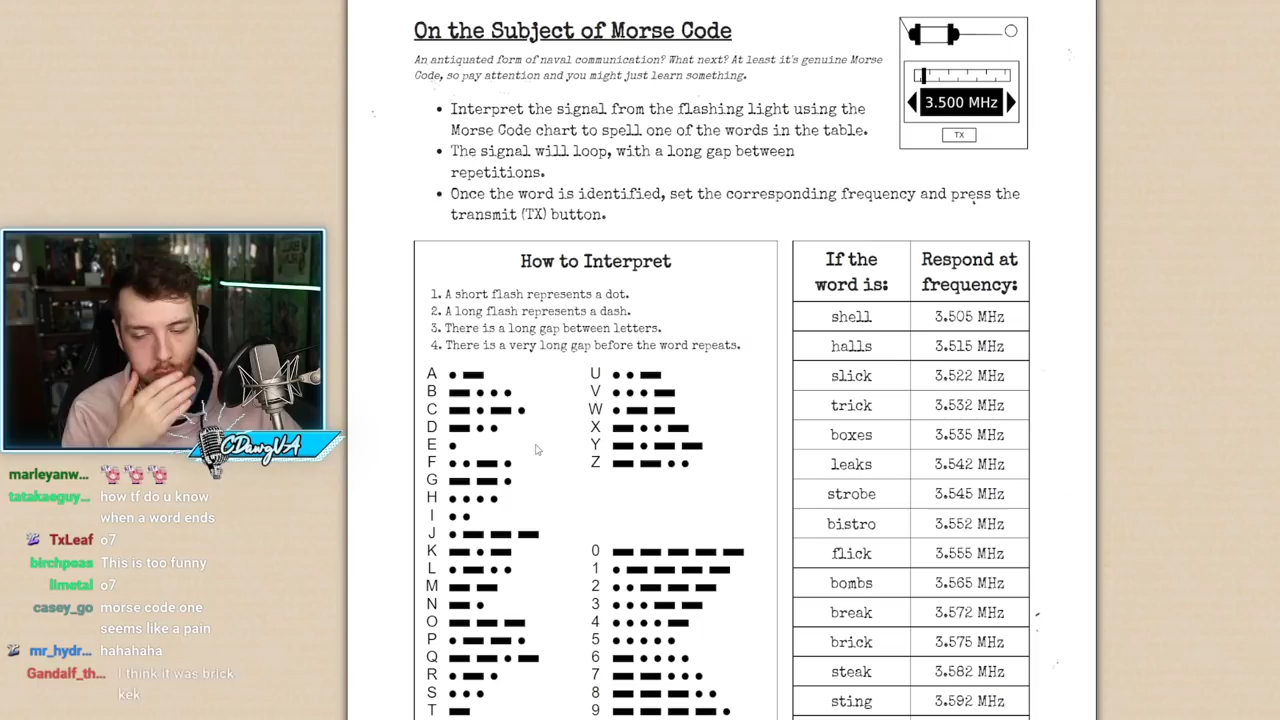 On the Subject of Morse Code
An antiquated form of naval communication? What next? At least it's genuine Morse
Code, so pay attention and you might just learn something.
• Interpret the signal from the flashing light using the
Morse Code chart to spell one of the words in the table.
• The signal will loop, with a long gap between
repetitions.
• Once the word is identified, set the corresponding frequency and press the
transmit (TX) button.
3.500 MHz
TX
How to Interpret
1. A short flash represents a dot.
2. A long flash represents a dash.
3. There is a long gap between letters.
4. There is a very long gap before the word repeats.
A
B
C
D
E
F
G
H
I
J
K
L
M
N
O
P
Q
R
S
T
U
V
W
X
Y
Z
0
1
2
3
4
5
6
7
8
9
If the word is: Respond at frequency:
shell 3.505 MHz
halls 3.515 MHz
slick 3.522 MHz
trick 3.532 MHz
boxes 3.535 MHz
leaks 3.542 MHz
strobe 3.545 MHz
bistro 3.552 MHz
flick 3.555 MHz
bombs 3.565 MHz
break 3.572 MHz
brick 3.575 MHz
steak 3.582 MHz
sting 3.592 MHz
CDawgVA
marleyanw...
tatakaeguy... how tf do u know
when a word ends
TxLeaf o7
birchpeas This is too funny
limetal o7
casey_go morse code one
seems like a pain
mr_hydr... hahahaha
Gandalf_th... I think it was brick
kek